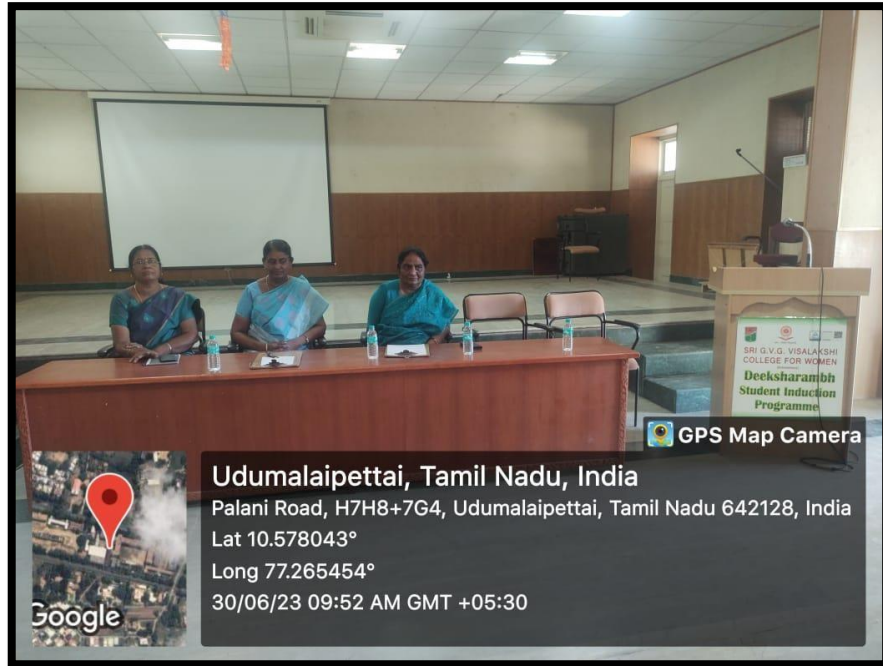 SRI G.V.G. VISALAKSHI
COLLEGE FOR WOMEN
Deeksharambh
Student Induction
Programme
GPS Map Camera
Udumalaipettai, Tamil Nadu, India
Palani Road, H7H8+7G4, Udumalaipettai, Tamil Nadu 642128, India
Lat 10.578043°
Long 77.265454°
30/06/23 09:52 AM GMT +05:30
Google